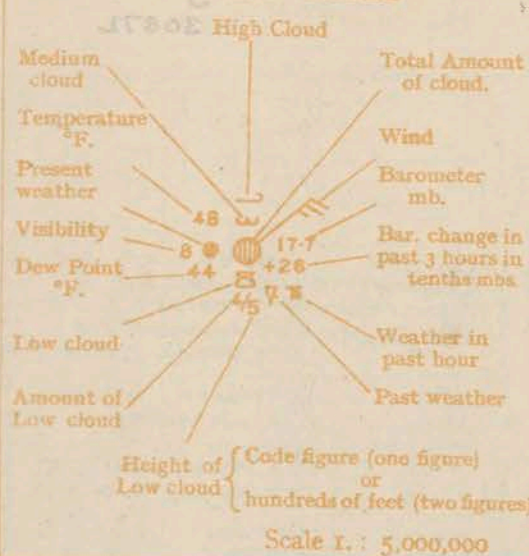 High Cloud
Medium
cloud
Total Amount
of cloud.
Temperature
°F.
Wind
Present
weather
Barometer
mb.
48
Visibility
8
17.7
Bar. change in
past 3 hours in
tenths mbs
+26
Dew Point
°F.
44
Low cloud
4/5
Weather in
past hour
Amount of
Low cloud
Past weather
Height of
Low cloud
Code figure (one figure)
or
hundreds of feet (two figures)
Scale 1. : 5,000,000